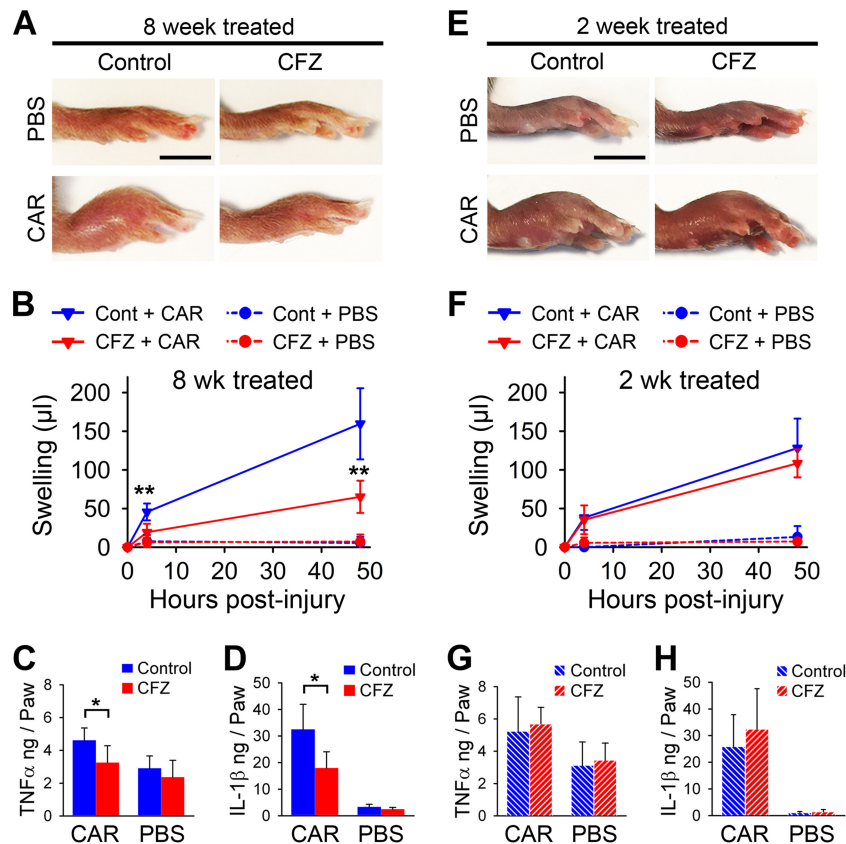 A
8 week treated
Control CFZ
PBS
CAR
E
2 week treated
Control CFZ
PBS
CAR
B
Cont + CAR Cont + PBS
CFZ + CAR CFZ + PBS
8 wk treated
Swelling (µl)
200
150
100
50
0
** **
0 10 20 30 40 50
Hours post-injury
F
Cont + CAR Cont + PBS
CFZ + CAR CFZ + PBS
2 wk treated
Swelling (µl)
200
150
100
50
0
0 10 20 30 40 50
Hours post-injury
C
Control
CFZ
TNFα ng / Paw
8
6
4
2
0
*
CAR PBS
D
Control
CFZ
IL-1β ng / Paw
50
40
30
20
10
0
*
CAR PBS
G
Control
CFZ
TNFα ng / Paw
8
6
4
2
0
CAR PBS
H
Control
CFZ
IL-1β ng / Paw
50
40
30
20
10
0
CAR PBS